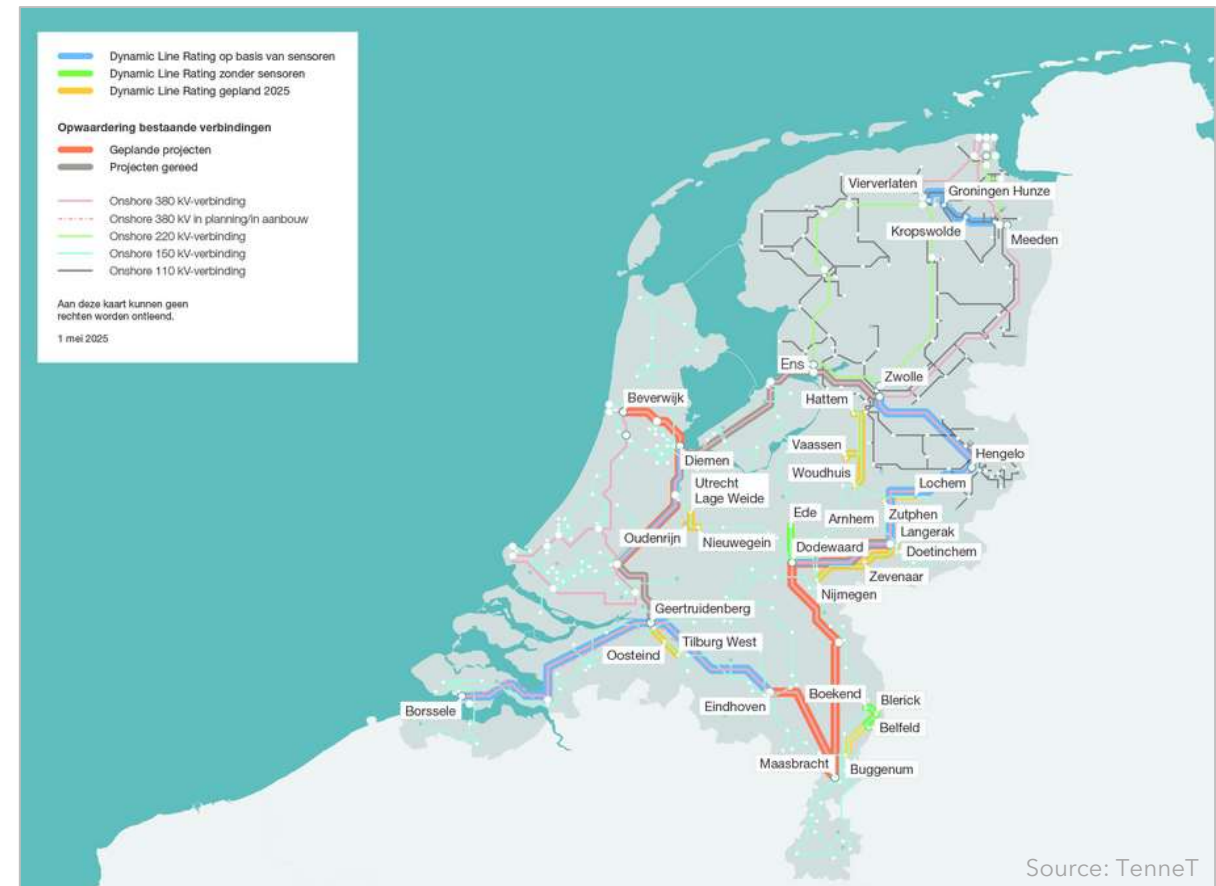 Dynamic Line Rating op basis van sensoren
Dynamic Line Rating zonder sensoren
Dynamic Line Rating gepland 2025
Opwaardering bestaande verbindingen
Geplande projecten
Projecten gereed
Onshore 380 kV-verbinding
Onshore 380 kV in planning/in aanbouw
Onshore 220 kV-verbinding
Onshore 150 kV-verbinding
Onshore 110 kV-verbinding
Aan deze kaart kunnen geen
rechten worden ontleend.
1 mei 2025
Vierverlaten
Groningen Hunze
Kropswolde
Meeden
Ens
Zwolle
Hattem
Beverwijk
Vaassen
Diemen
Hengelo
Woudhuis
Utrecht
Lage Weide
Lochem
Ede
Arnhem
Zutphen
Langerak
Oudenrijn
Nieuwegein
Dodewaard
Doetinchem
Zevenaar
Nijmegen
Geertruidenberg
Tilburg West
Oosteind
Boekend
Blerick
Eindhoven
Borssele
Belfeld
Maasbracht
Buggenum
Source: TenneT